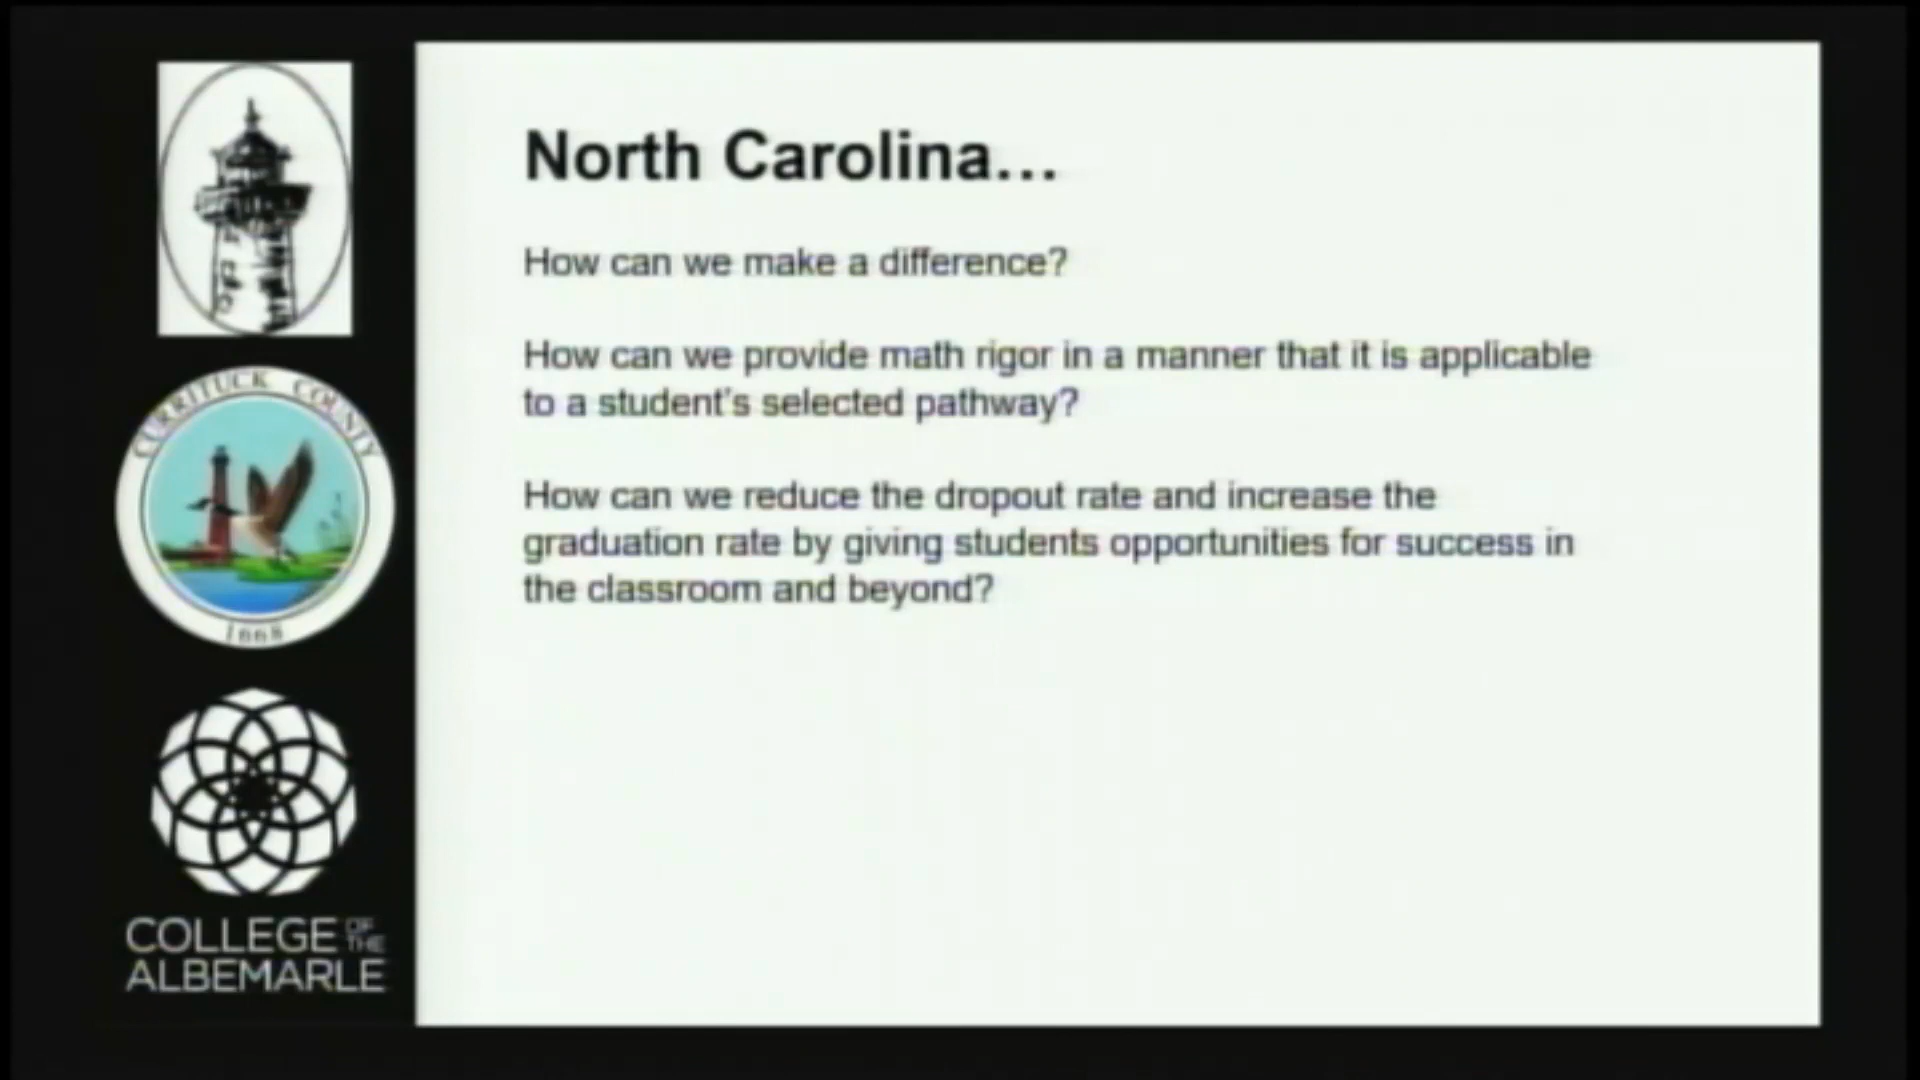 North Carolina...
How can we make a difference?
How can we provide math rigor in a manner that it is applicable
to a student's selected pathway?
How can we reduce the dropout rate and increase the
graduation rate by giving students opportunities for success in
the classroom and beyond?
CURRITUCK COUNTY
1668
COLLEGE OF THE
ALBEMARLE